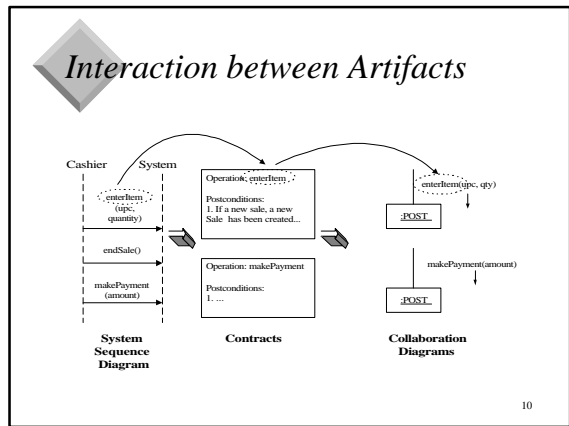 Interaction between Artifacts
Cashier System
enterItem
(upc,
quantity)
endSale()
makePayment
(amount)
System
Sequence
Diagram
Operation: enterItem
Postconditions:
1. If a new sale, a new
Sale has been created...
Operation: makePayment
Postconditions:
1. ...
Contracts
enterItem(upc, qty)
:POST
makePayment(amount)
:POST
Collaboration
Diagrams
10